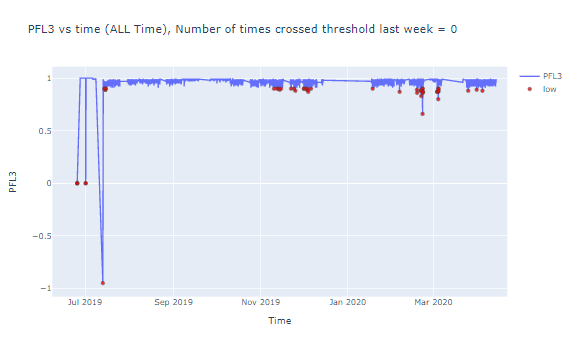 PFL3 vs time (ALL Time), Number of times crossed threshold last week = 0
PFL3
low
1
0.5
0
−0.5
−1
PFL3
Jul 2019
Sep 2019
Nov 2019
Jan 2020
Mar 2020
Time